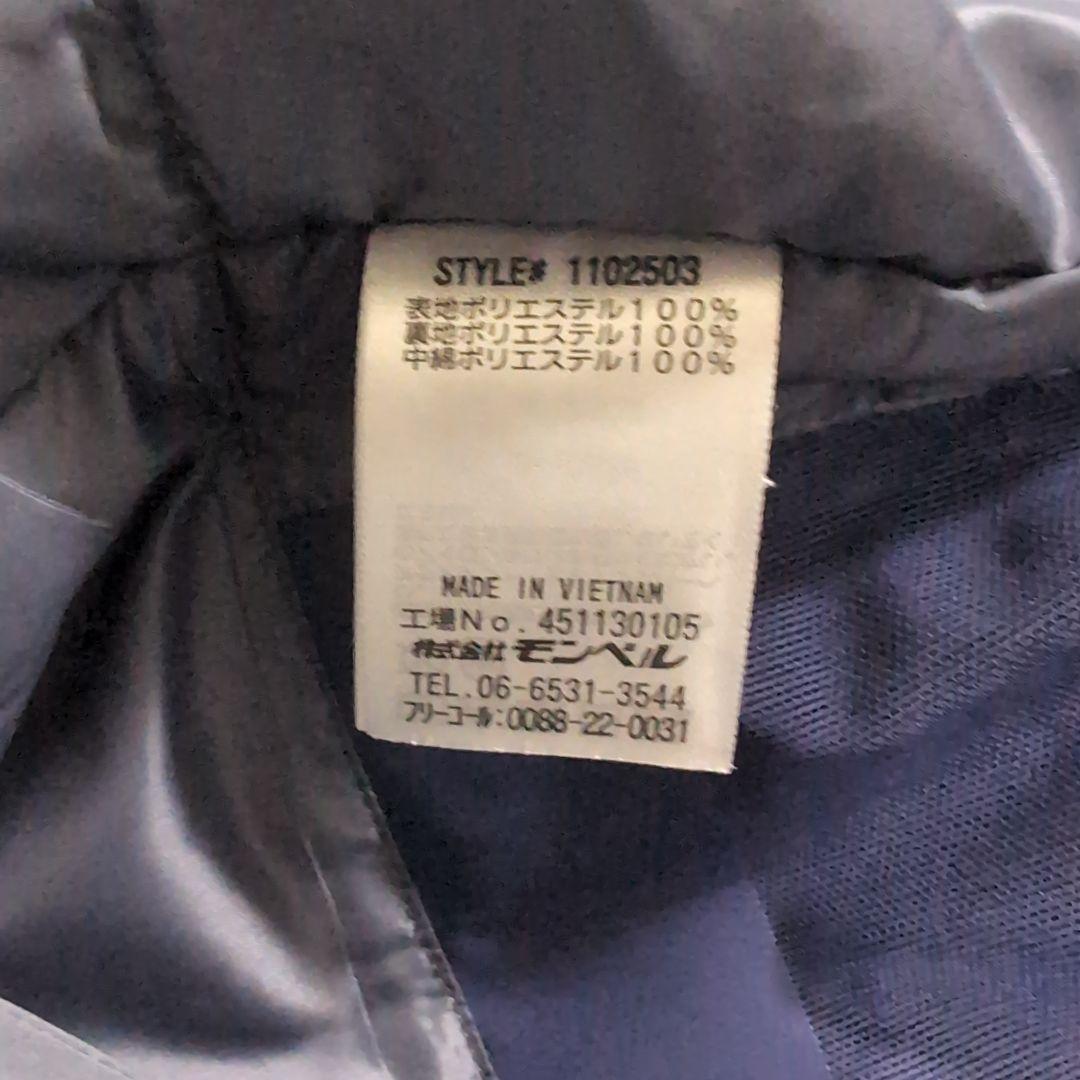 STYLE# 1102503
表地ポリエステル１００％
裏地ポリエステル１００％
中綿ポリエステル１００％
MADE IN VIETNAM
工場Ｎｏ．451130105
株式会社 モンベル
TEL.06-6531-3544
フリーコール:0088-22-0031